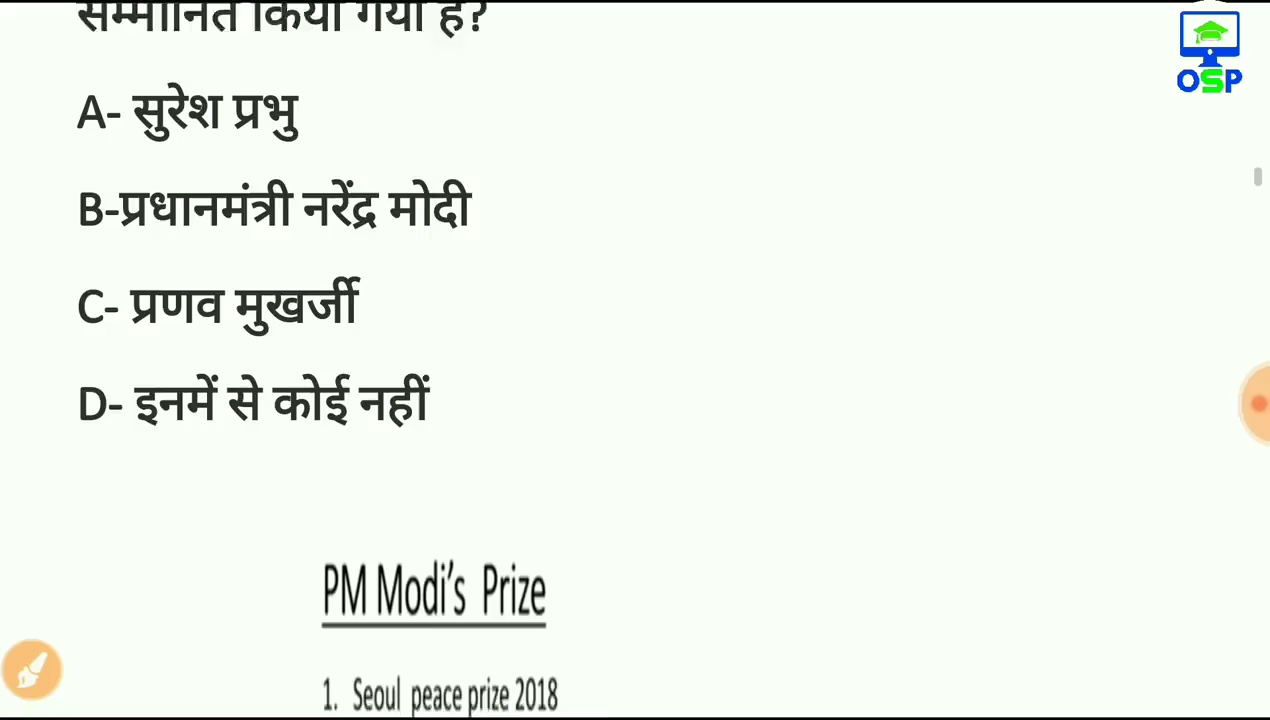 सम्मानित किया गया है?
OSP
A- सुरेश प्रभु
B-प्रधानमंत्री नरेंद्र मोदी
C- प्रणव मुखर्जी
D- इनमें से कोई नहीं
PM Modi's Prize
1. Seoul peace prize 2018